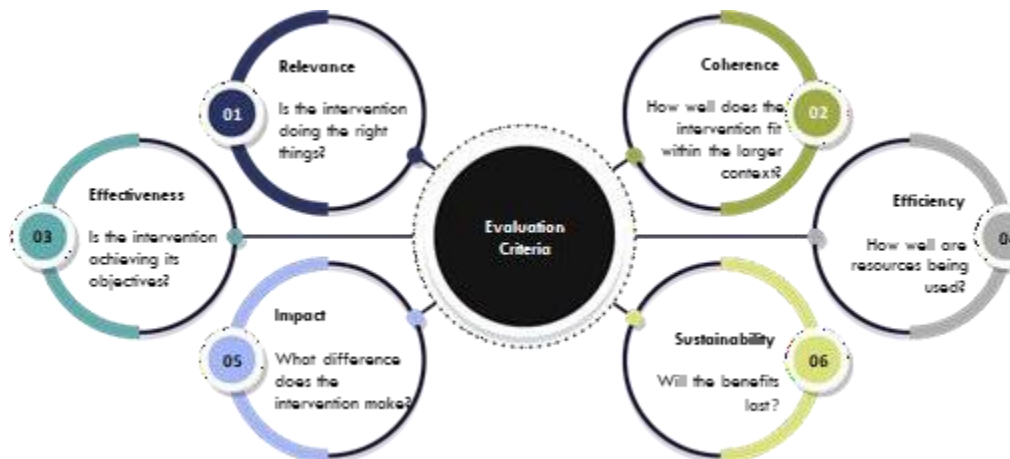 Relevance
01
Is the intervention
doing the right
things?
Coherence
02
How well does the
intervention fit
within the larger
context?
Effectiveness
03
Is the intervention
achieving its
objectives?
Evaluation
Criteria
Efficiency
How well are
resources being
used?
Impact
05
What difference
does the
intervention make?
Sustainability
06
Will the benefits
last?